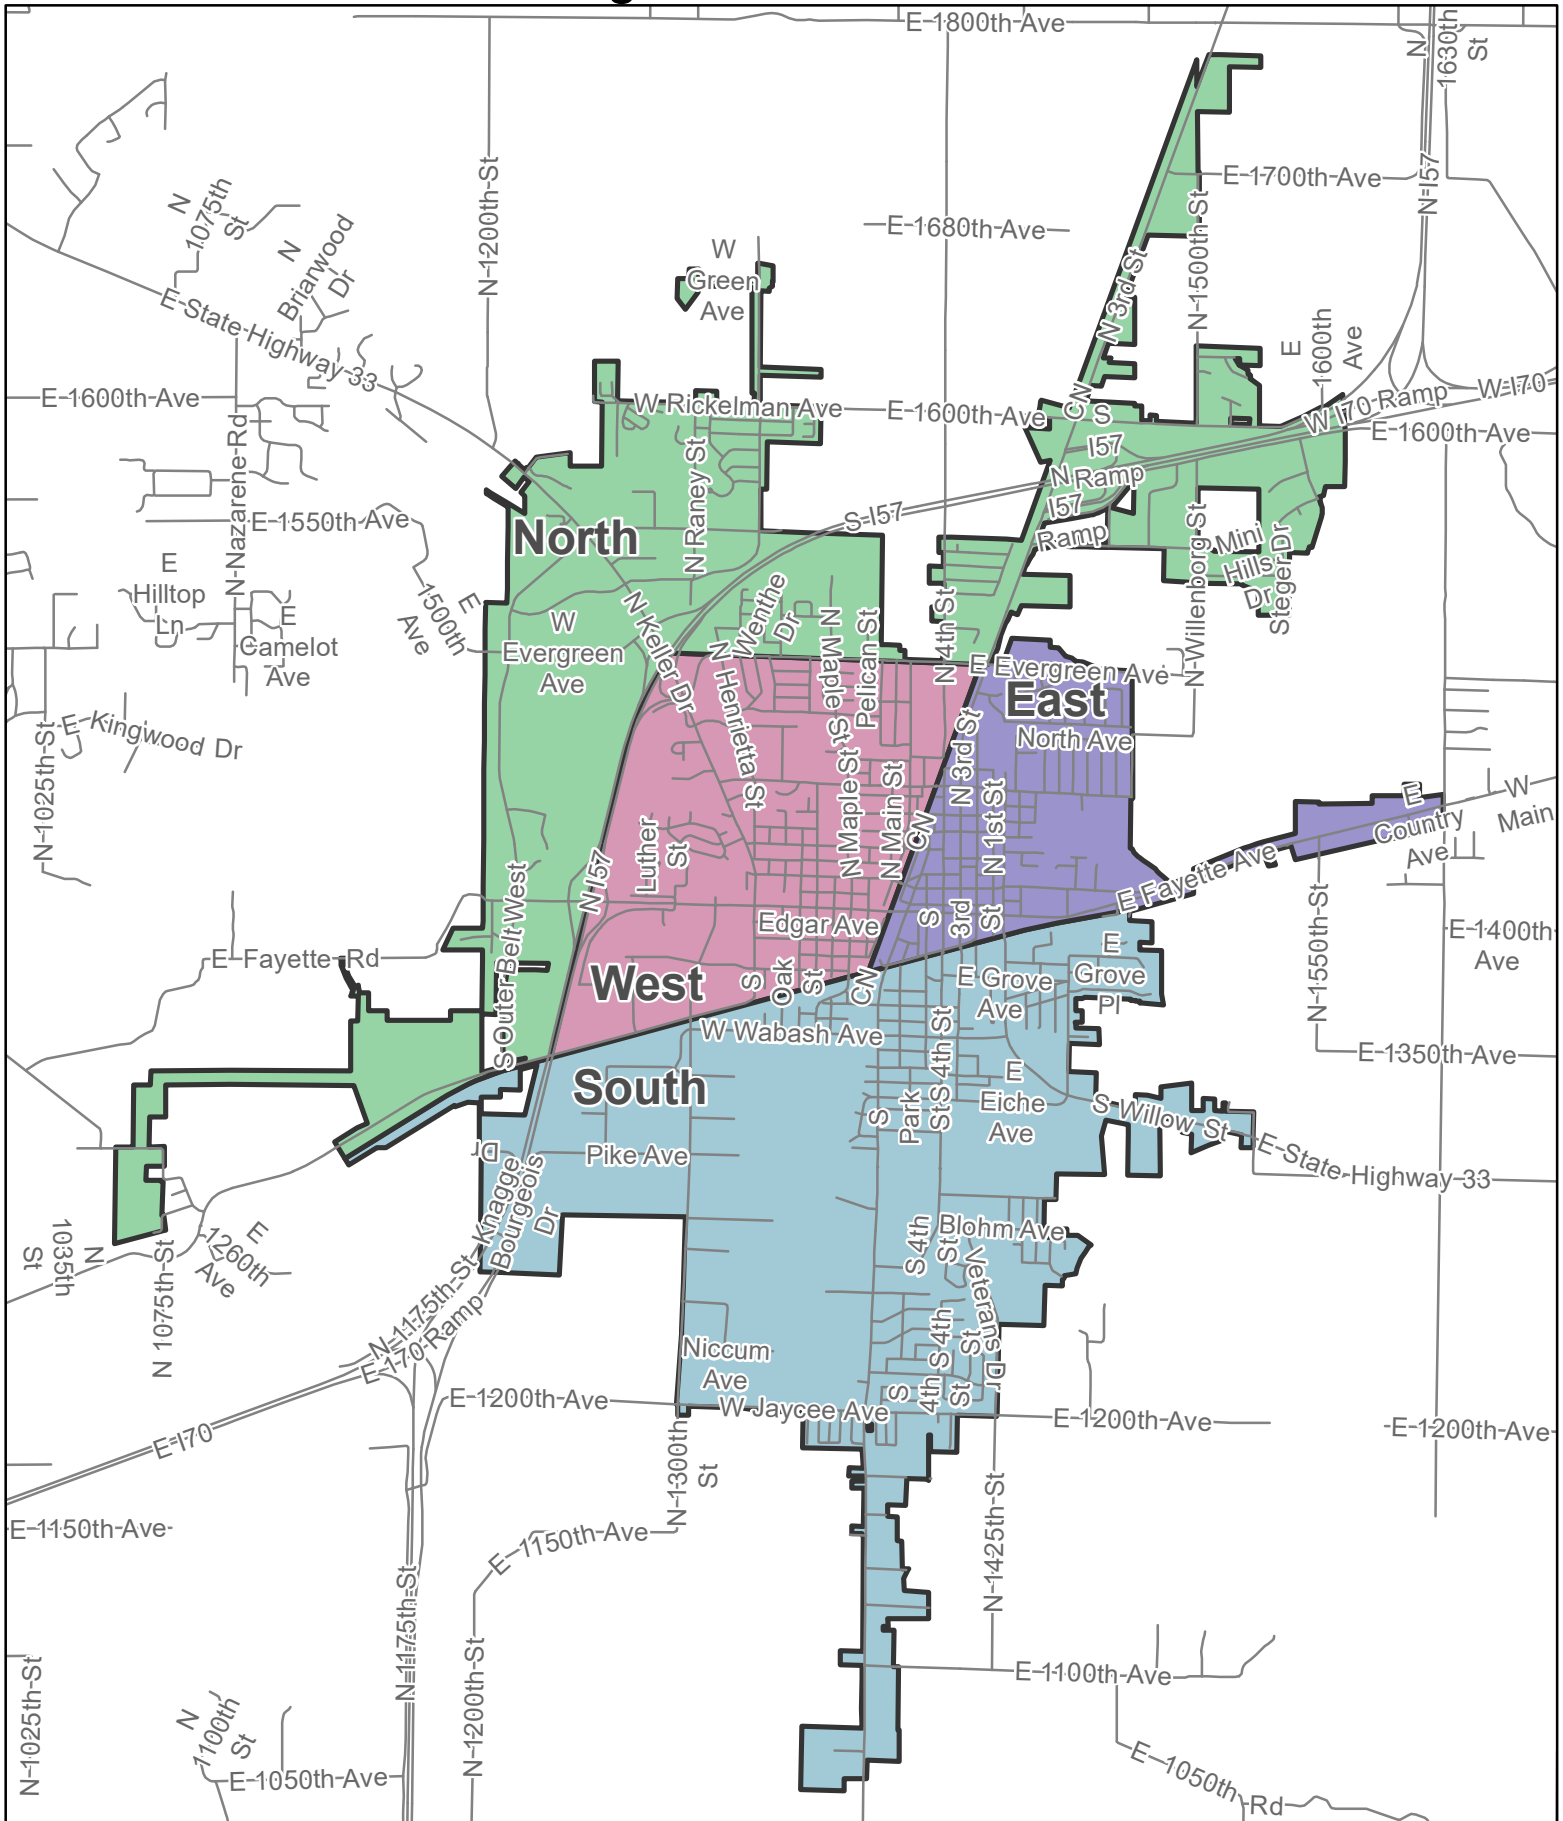 E 1800th Ave
N
1630th
St
N
1075th
St
N
Briarwood
Dr
N 1200th St
E 1700th Ave
N I57
E 1680th Ave
E State Highway 33
W
Green
Ave
N 3rd St
N 1500th St
E
1600th
Ave
E 1600th Ave
W Rickelman Ave
E 1600th Ave
CN
S
I57
N
Ramp
I57
Ramp
W I70 Ramp
W I70
E 1600th Ave
N Nazarene Rd
E 1550th Ave
N Raney St
S I57
North
N Willenborg St
Mini
Hills
Dr
Steger Dr
E
Hilltop
Ln
E
Camelot
Ave
E
1500th
Ave
W
Evergreen
Ave
N Keller Dr
Wenthe
Dr
N Henrietta St
N Maple St
Pelican St
N 4th St
E Evergreen Ave
East
North Ave
E Kingwood Dr
N 1025th St
N 3rd St
N Maple St
N Main St
CN
N 1st St
Luther
St
N I57
E
Country
Ave
W
Main
E Fayette Ave
S Outer Belt West
Edgar Ave
S
3rd
St
N 1550th St
E 1400th
Ave
E Fayette Rd
West
S
Oak
St
CN
E Grove
Ave
E
Grove
Pl
W Wabash Ave
E 1350th Ave
South
S
Park
St
S 4th St
E
Eiche
Ave
S Willow St
E State Highway 33
Dr
Pike Ave
Knagge
Bourgeois
Dr
N
1035th
St
N 1075th St
E
1260th
Ave
S 4th
St
Blohm Ave
Veterans Dr
N 1175th St
E I70 Ramp
Niccum
Ave
S 4th
St
S
4th
St
E 1200th Ave
W Jaycee Ave
E 1200th Ave
E 1200th Ave
E I70
N 1300th
St
N 1425th St
E 1150th Ave
E 1150th Ave
N 1175th St
N 1200th St
E 1100th Ave
N 1025th St
N
1100th
St
E 1050th Ave
E 1050th
Rd